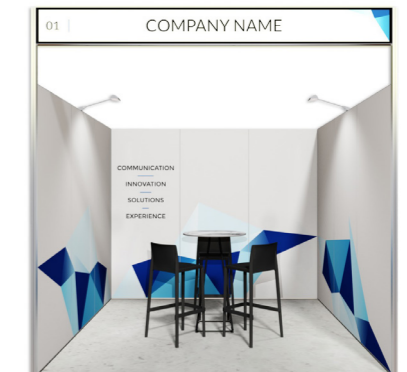 01 | COMPANY NAME
COMMUNICATION
INNOVATION
SOLUTIONS
EXPERIENCE